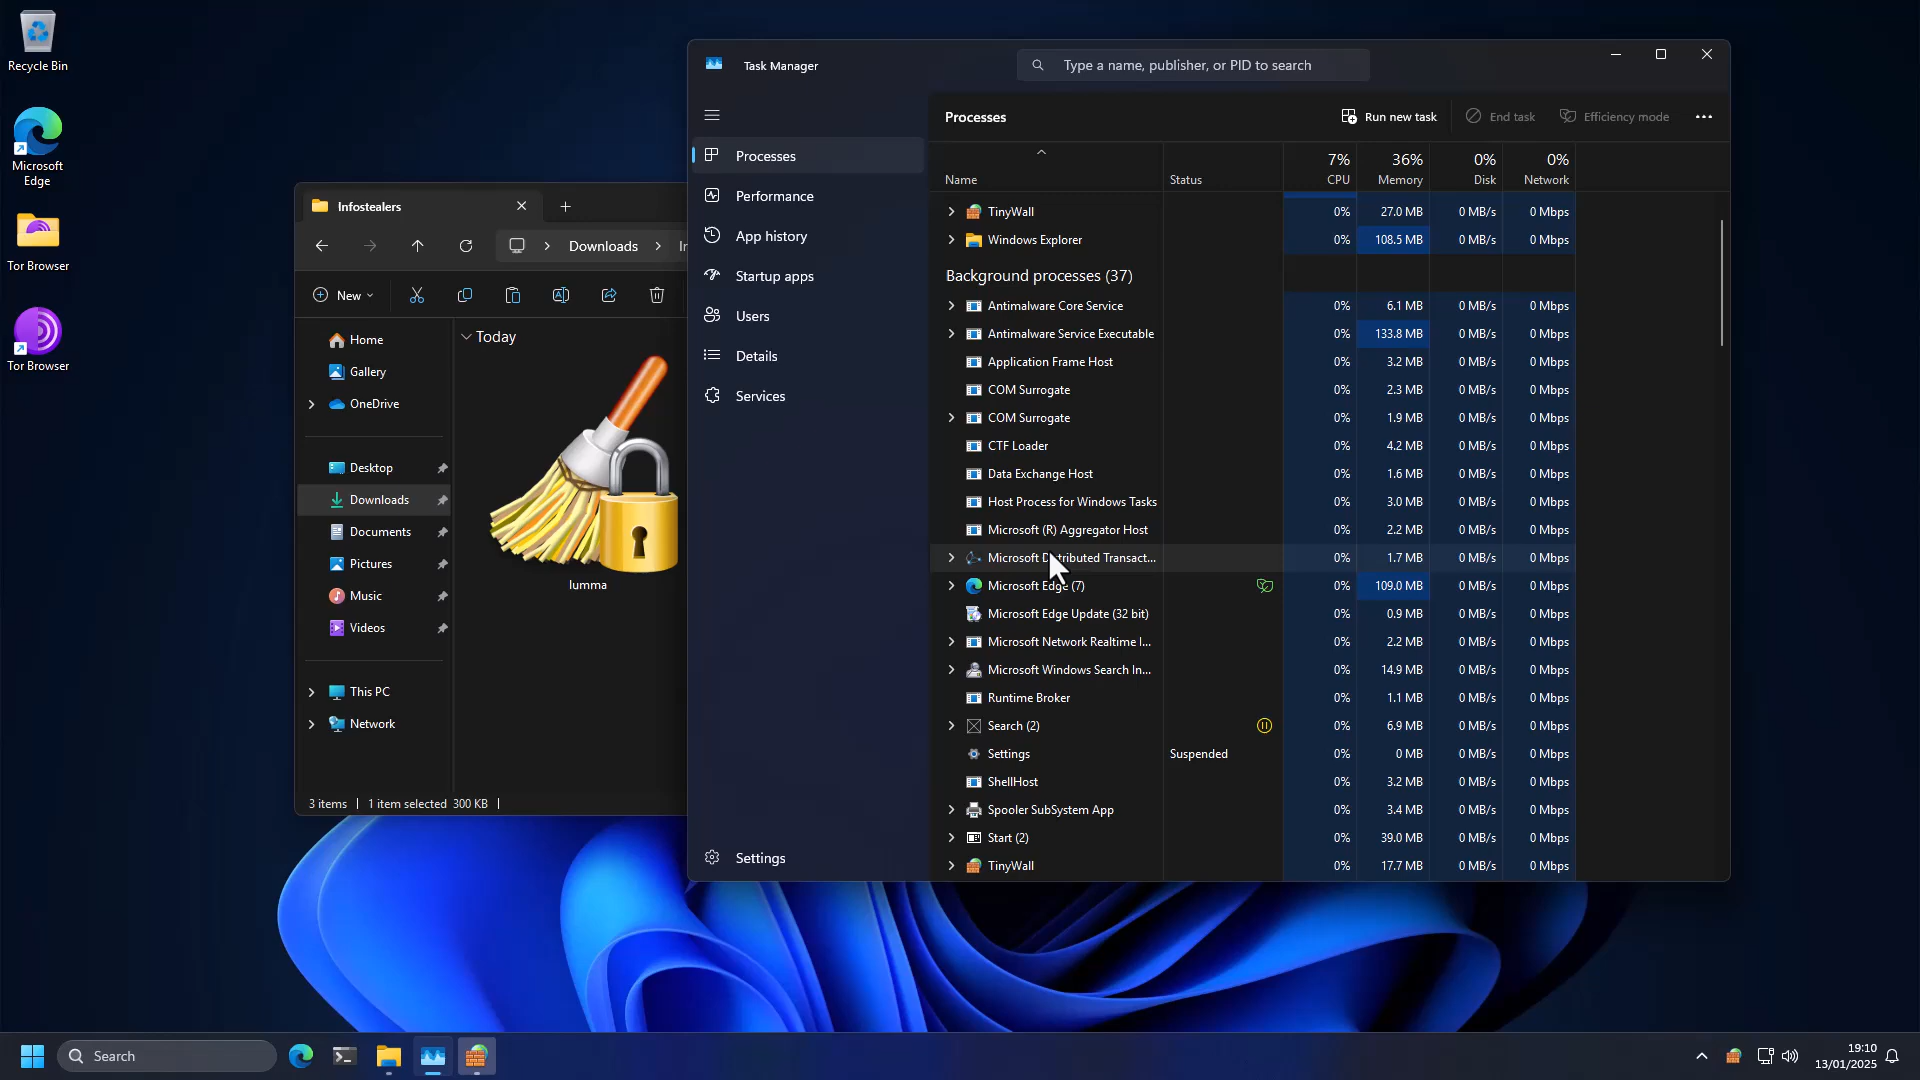 Recycle Bin
Microsoft
Edge
Tor Browser
Tor Browser
Infostealers
Downloads
New
Home
Gallery
OneDrive
Desktop
Downloads
Documents
Pictures
Music
Videos
This PC
Network
Today
lumma
3 items
1 item selected 300 KB
Task Manager
Type a name, publisher, or PID to search
Processes
Performance
App history
Startup apps
Users
Details
Services
Settings
Processes
Run new task
End task
Efficiency mode
7% 36% 0% 0%
Name Status CPU Memory Disk Network
TinyWall 0% 27.0 MB 0 MB/s 0 Mbps
Windows Explorer 0% 108.5 MB 0 MB/s 0 Mbps
Background processes (37)
Antimalware Core Service 0% 6.1 MB 0 MB/s 0 Mbps
Antimalware Service Executable 0% 133.8 MB 0 MB/s 0 Mbps
Application Frame Host 0% 3.2 MB 0 MB/s 0 Mbps
COM Surrogate 0% 2.3 MB 0 MB/s 0 Mbps
COM Surrogate 0% 1.9 MB 0 MB/s 0 Mbps
CTF Loader 0% 4.2 MB 0 MB/s 0 Mbps
Data Exchange Host 0% 1.6 MB 0 MB/s 0 Mbps
Host Process for Windows Tasks 0% 3.0 MB 0 MB/s 0 Mbps
Microsoft (R) Aggregator Host 0% 2.2 MB 0 MB/s 0 Mbps
Microsoft Distributed Transact... 0% 1.7 MB 0 MB/s 0 Mbps
Microsoft Edge (7) 0% 109.0 MB 0 MB/s 0 Mbps
Microsoft Edge Update (32 bit) 0% 0.9 MB 0 MB/s 0 Mbps
Microsoft Network Realtime I... 0% 2.2 MB 0 MB/s 0 Mbps
Microsoft Windows Search In... 0% 14.9 MB 0 MB/s 0 Mbps
Runtime Broker 0% 1.1 MB 0 MB/s 0 Mbps
Search (2) 0% 6.9 MB 0 MB/s 0 Mbps
Settings Suspended 0% 0 MB 0 MB/s 0 Mbps
ShellHost 0% 3.2 MB 0 MB/s 0 Mbps
Spooler SubSystem App 0% 3.4 MB 0 MB/s 0 Mbps
Start (2) 0% 39.0 MB 0 MB/s 0 Mbps
TinyWall 0% 17.7 MB 0 MB/s 0 Mbps
Search
19:10
13/01/2025